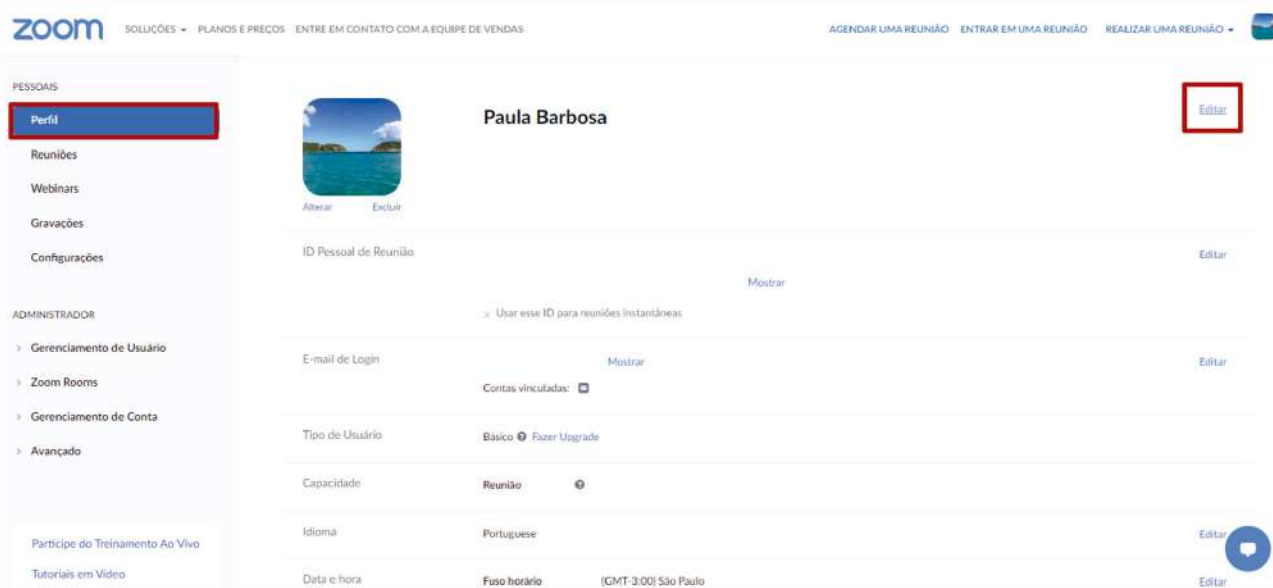 zoom SOLUÇÕES PLANOS E PREÇOS ENTRE EM CONTATO COM A EQUIPE DE VENDAS AGENDAR UMA REUNIÃO ENTRAR EM UMA REUNIÃO REALIZAR UMA REUNIÃO
PESSOAIS
Perfil
Reuniões
Webinars
Gravações
Configurações
ADMINISTRADOR
Gerenciamento de Usuário
Zoom Rooms
Gerenciamento de Conta
Avançado
Participe do Treinamento Ao Vivo
Tutoriais em Vídeo
Paula Barbosa Editar
Alterar Excluir
ID Pessoal de Reunião Editar
Mostrar
× Usar esse ID para reuniões instantâneas
E-mail de Login Mostrar Editar
Contas vinculadas:
Tipo de Usuário Básico Fazer Upgrade
Capacidade Reunião
Idioma Portuguese Editar
Data e hora Fuso horário (GMT-3:00) São Paulo Editar